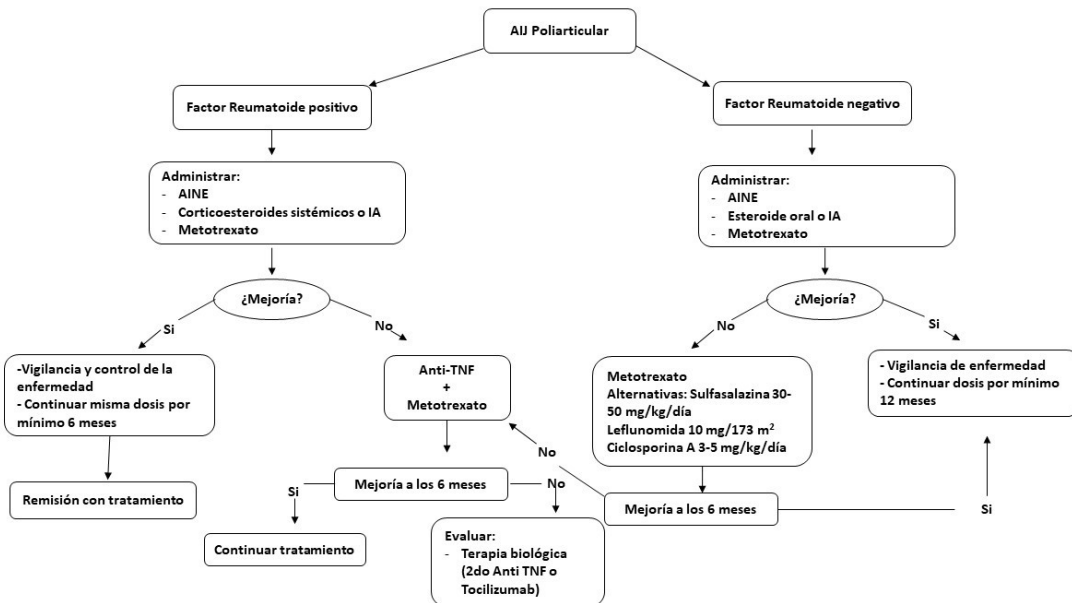 AIJ Poliarticular
Factor Reumatoide positivo
Factor Reumatoide negativo
Administrar:
- AINE
- Corticoesteroides sistémicos o IA
- Metotrexato
Administrar:
- AINE
- Esteroide oral o IA
- Metotrexato
¿Mejoría?
¿Mejoría?
Si
No
No
Si
-Vigilancia y control de la
enfermedad
- Continuar misma dosis por
mínimo 6 meses
Anti-TNF
+
Metotrexato
Metotrexato
Alternativas: Sulfasalazina 30-
50 mg/kg/día
Leflunomida 10 mg/173 m²
Ciclosporina A 3-5 mg/kg/día
- Vigilancia de enfermedad
- Continuar dosis por mínimo
12 meses
No
Remisión con tratamiento
Si
Mejoría a los 6 meses
No
Mejoría a los 6 meses
Si
Continuar tratamiento
Evaluar:
- Terapia biológica
(2do Anti TNF o
Tocilizumab)